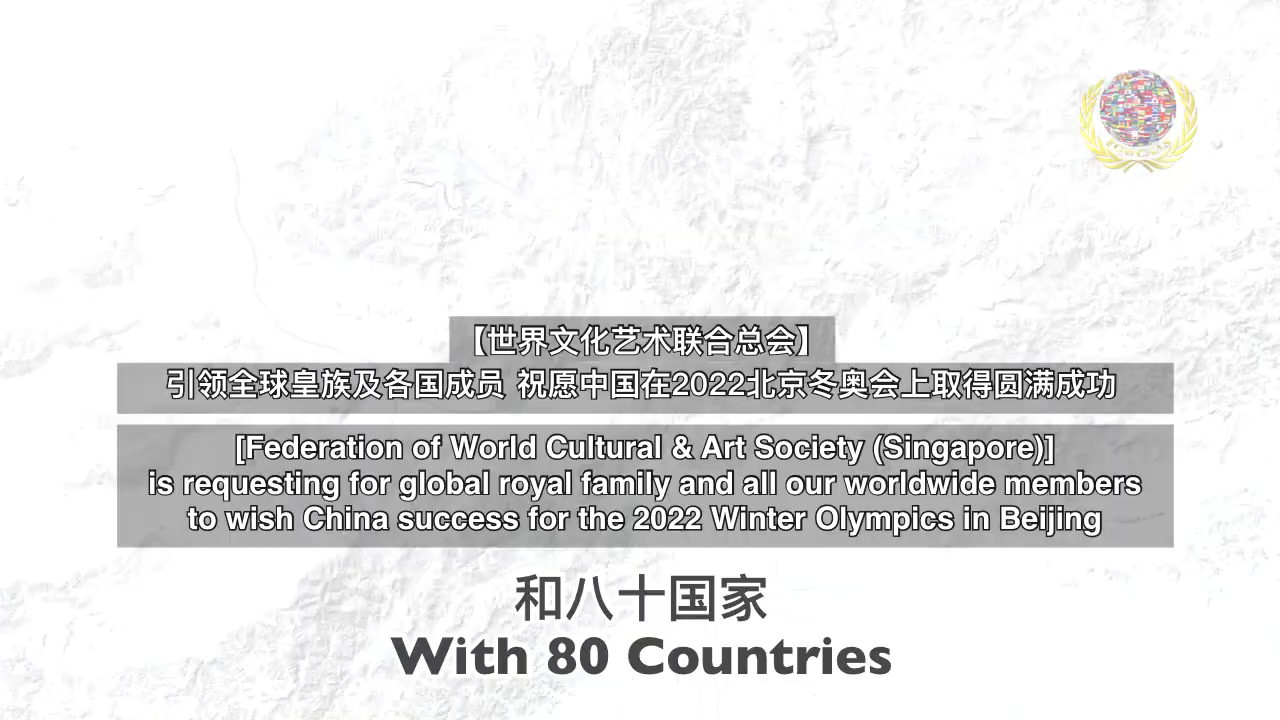 【世界文化艺术联合总会】
引领全球皇族及各国成员 祝愿中国在2022北京冬奥会上取得圆满成功
[Federation of World Cultural & Art Society (Singapore)]
is requesting for global royal family and all our worldwide members
to wish China success for the 2022 Winter Olympics in Beijing
和八十国家
With 80 Countries